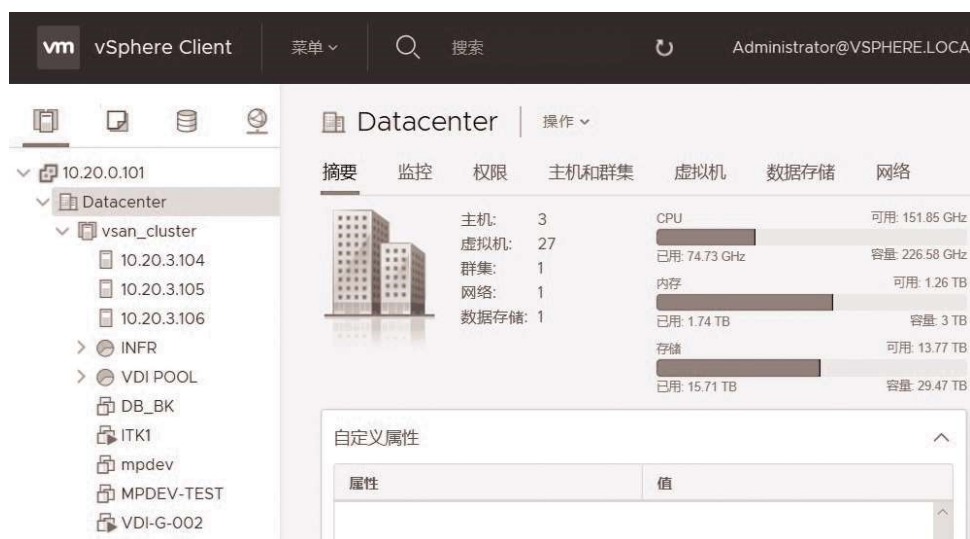 vm vSphere Client 菜单 搜索 Administrator@VSPHERE.LOCA
10.20.0.101
Datacenter
vsan_cluster
10.20.3.104
10.20.3.105
10.20.3.106
INFR
VDI POOL
DB_BK
ITK1
mpdev
MPDEV-TEST
VDI-G-002
Datacenter 操作
摘要 监控 权限 主机和群集 虚拟机 数据存储 网络
主机: 3
虚拟机: 27
群集: 1
网络: 1
数据存储: 1
CPU 可用: 151.85 GHz
已用: 74.73 GHz 容量: 226.58 GHz
内存 可用: 1.26 TB
已用: 1.74 TB 容量: 3 TB
存储 可用: 13.77 TB
已用: 15.71 TB 容量: 29.47 TB
自定义属性
属性 值